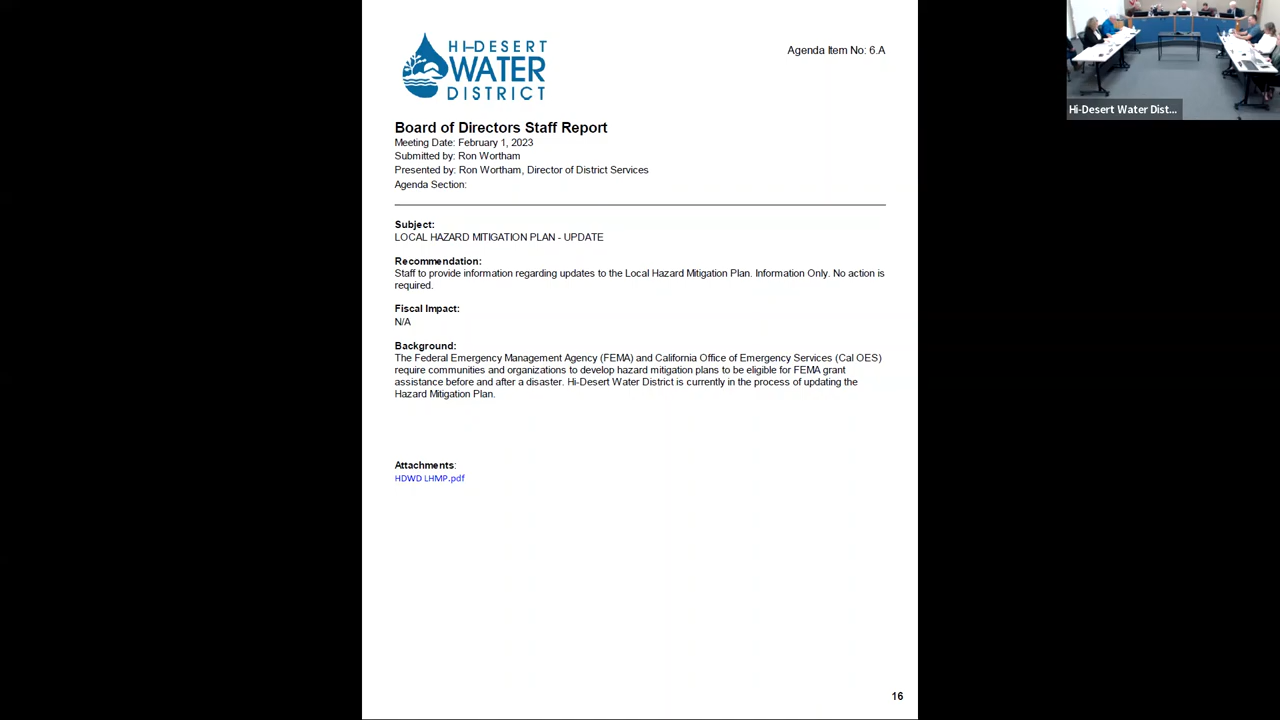 HI-DESERT
WATER
DISTRICT
Agenda Item No: 6.A
Board of Directors Staff Report
Meeting Date: February 1, 2023
Submitted by: Ron Wortham
Presented by: Ron Wortham, Director of District Services
Agenda Section:
Subject:
LOCAL HAZARD MITIGATION PLAN - UPDATE
Recommendation:
Staff to provide information regarding updates to the Local Hazard Mitigation Plan. Information Only. No action is
required.
Fiscal Impact:
N/A
Background:
The Federal Emergency Management Agency (FEMA) and California Office of Emergency Services (Cal OES)
require communities and organizations to develop hazard mitigation plans to be eligible for FEMA grant
assistance before and after a disaster. Hi-Desert Water District is currently in the process of updating the
Hazard Mitigation Plan.
Attachments:
HDWD LHMP.pdf
16
Hi-Desert Water Dist...